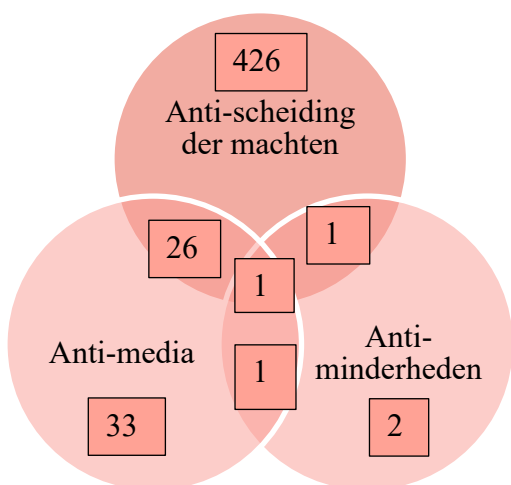 426
Anti-scheiding
der machten
26
1
1
Anti-media
Anti-
minderheden
1
33
2